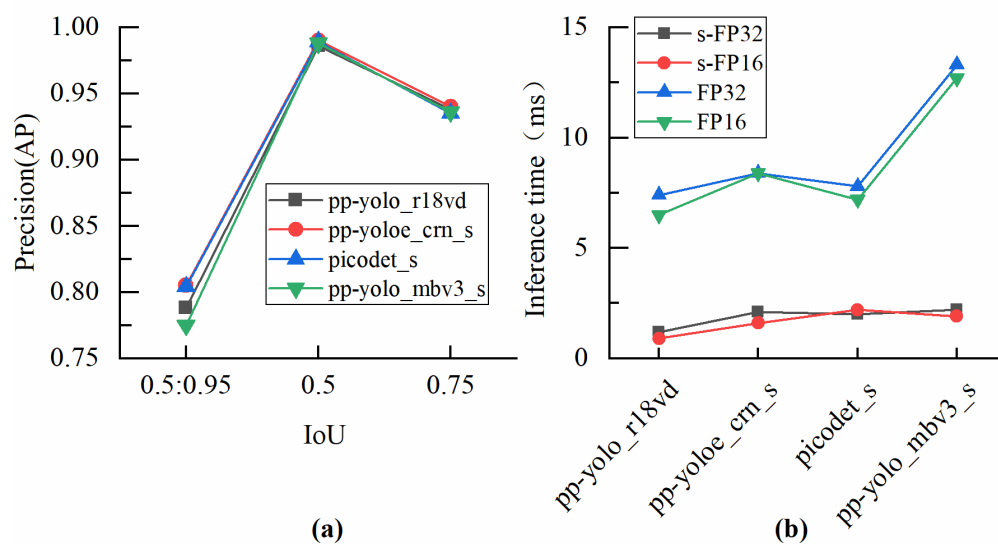 Precision(AP)
1.00
0.95
0.90
0.85
0.80
0.75
pp-yolo_r18vd
pp-yoloe_crn_s
picodet_s
pp-yolo_mbv3_s
0.5:0.95
0.5
0.75
IoU
(a)
Inference time（ms）
15
10
5
0
s-FP32
s-FP16
FP32
FP16
pp-yolo_r18vd
pp-yoloe_crn_s
picodet_s
pp-yolo_mbv3_s
(b)